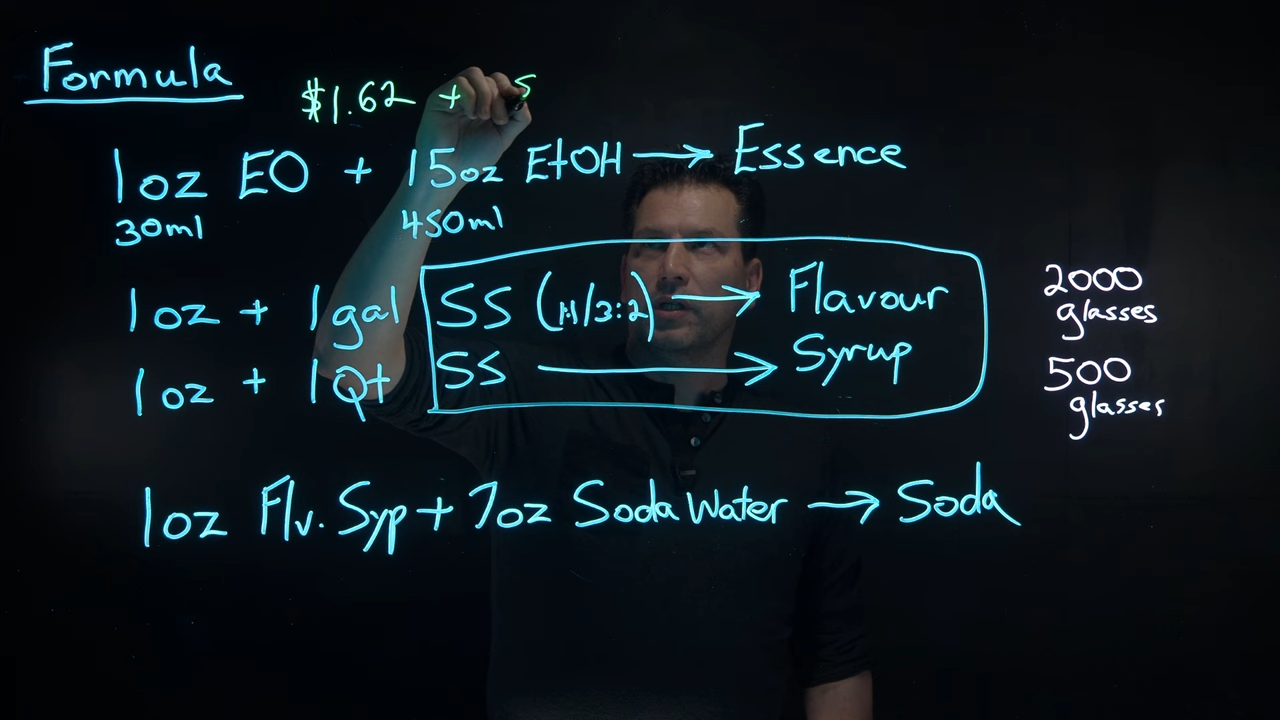 Formula
$1.62 + 5
1oz EO + 15oz EtOH → Essence
30ml 450ml
1oz + 1gal SS (1:1/3:2) → Flavour
1oz + 1Qt SS → Syrup
2000
glasses
500
glasses
1oz Flv. Syp + 7oz Soda Water → Soda